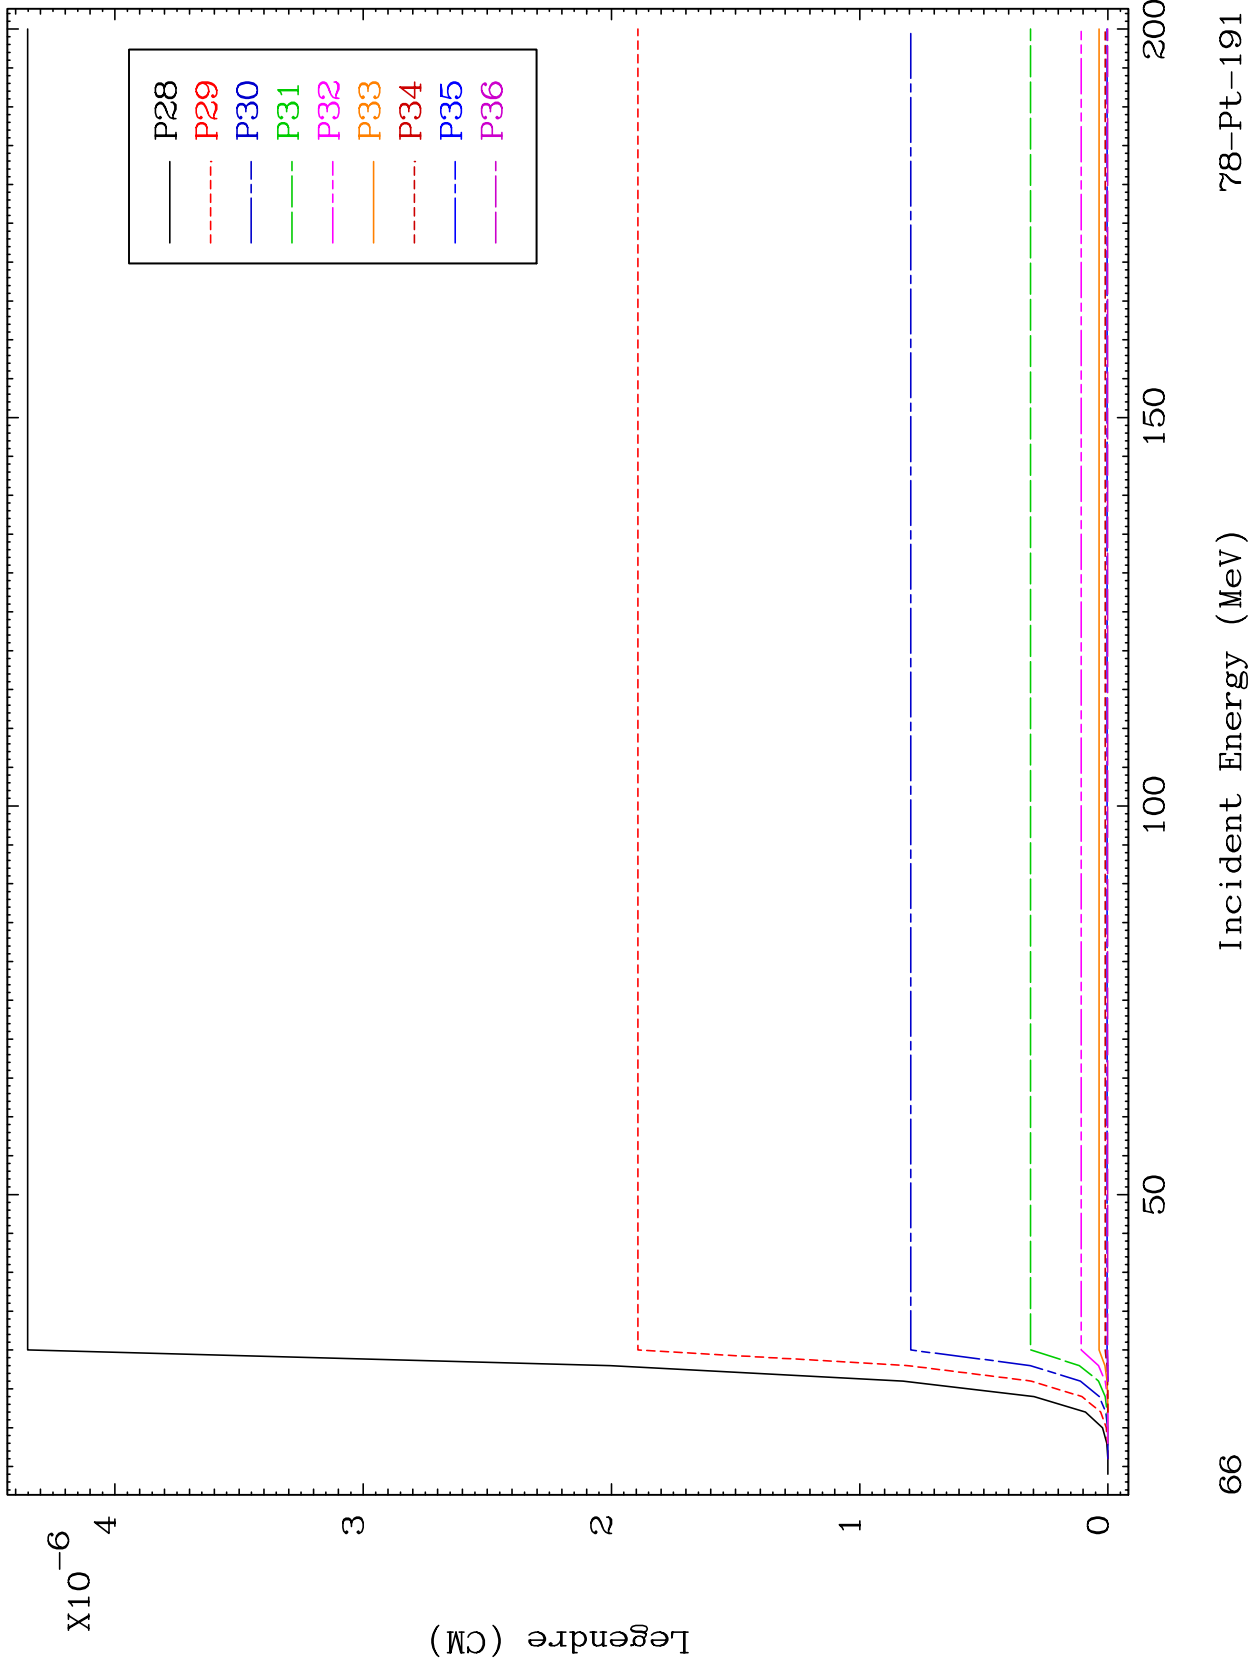 X10-6
4
3
2
1
0
Legendre (CM)
P28
P29
P30
P31
P32
P33
P34
P35
P36
50
100
150
200
66
Incident Energy (MeV)
78-Pt-191